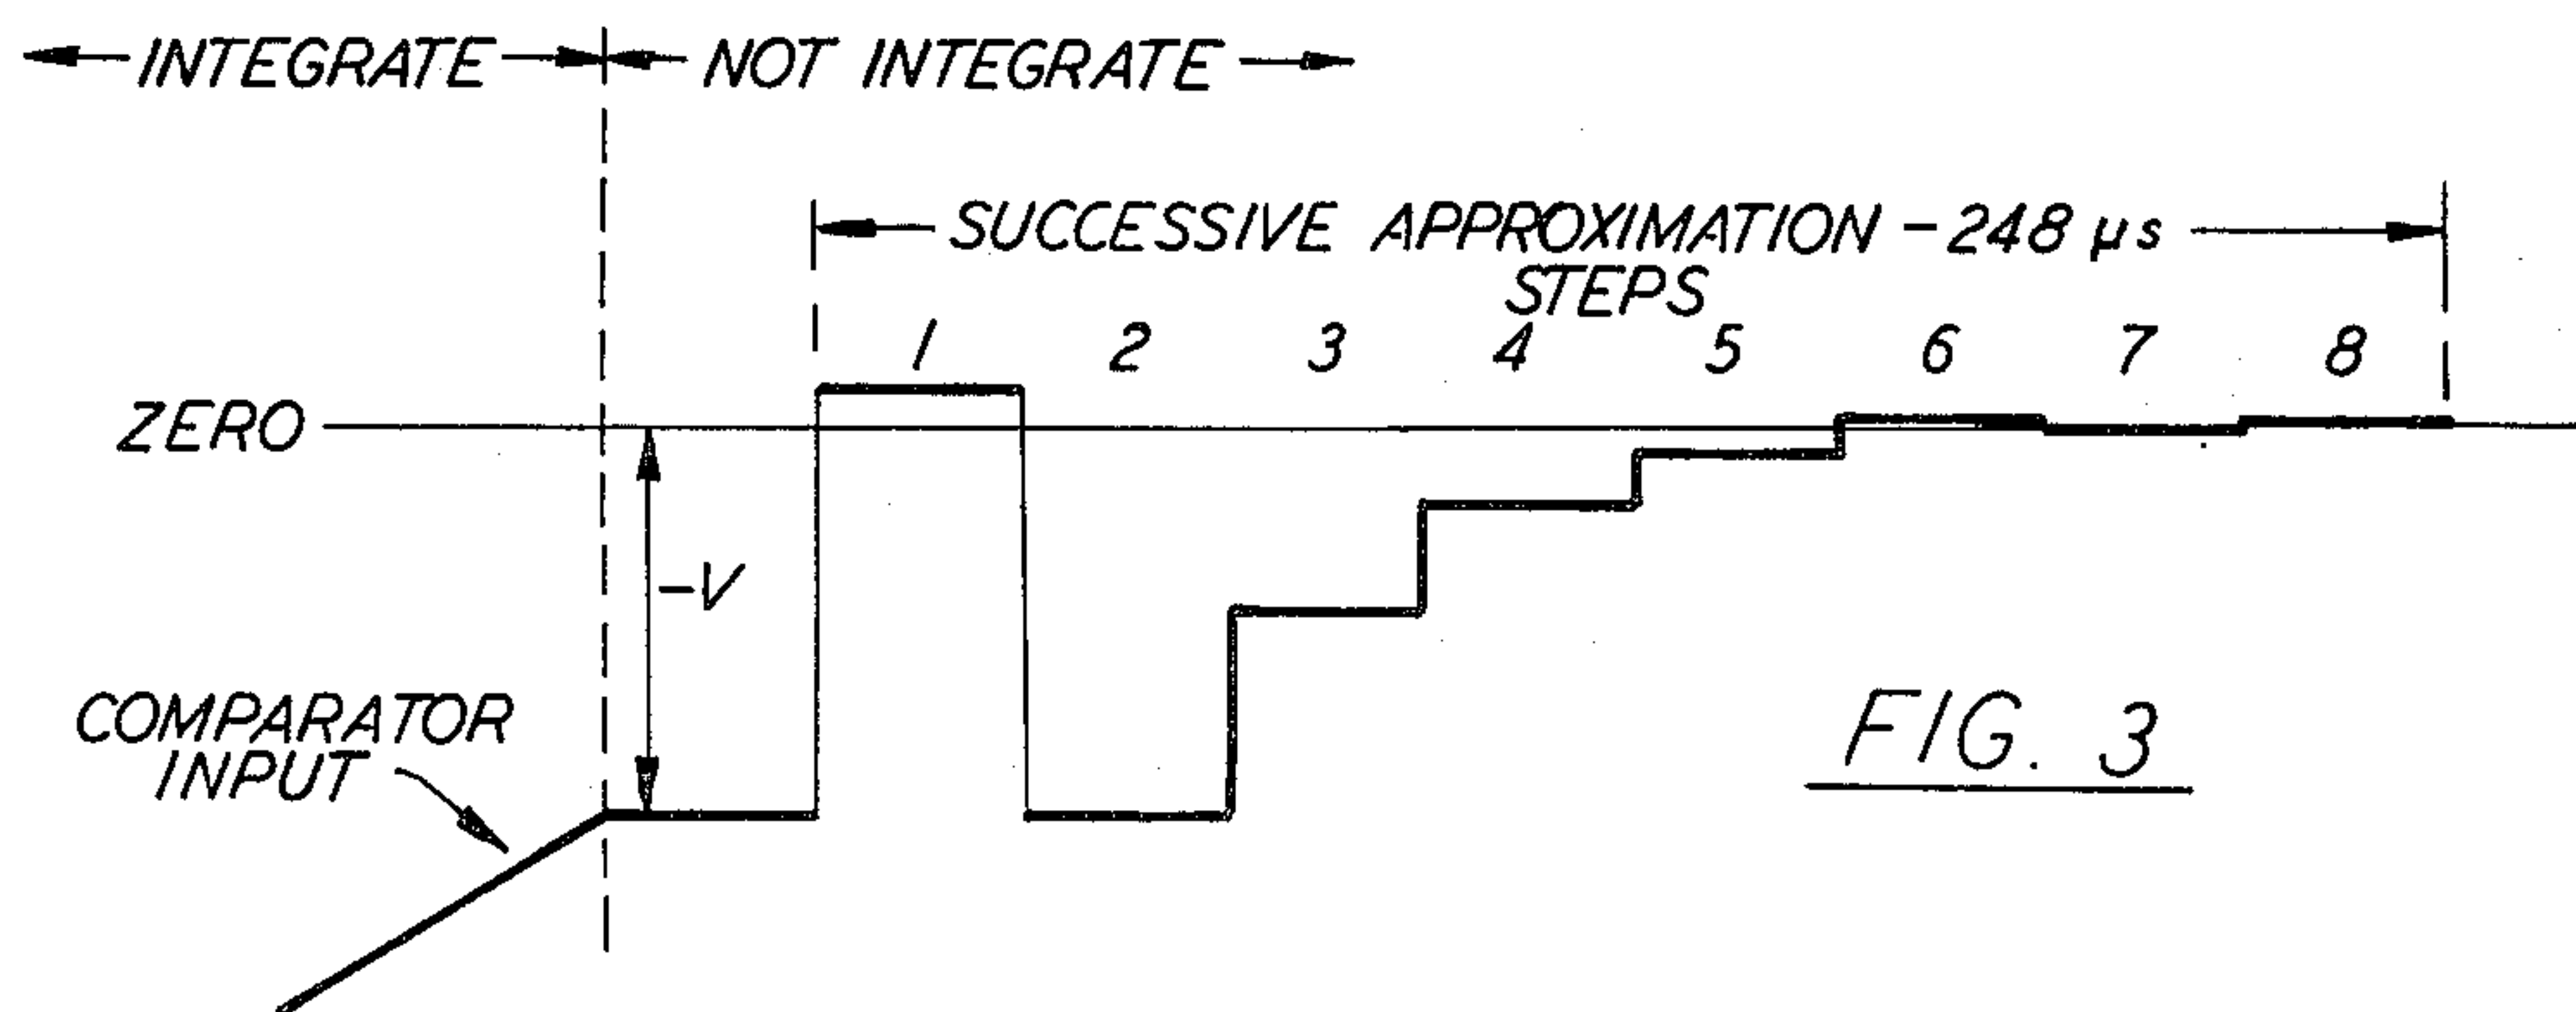 INTEGRATE NOT INTEGRATE
SUCCESSIVE APPROXIMATION - 248 µs
STEPS
1 2 3 4 5 6 7 8
ZERO
-V
COMPARATOR
INPUT
FIG. 3